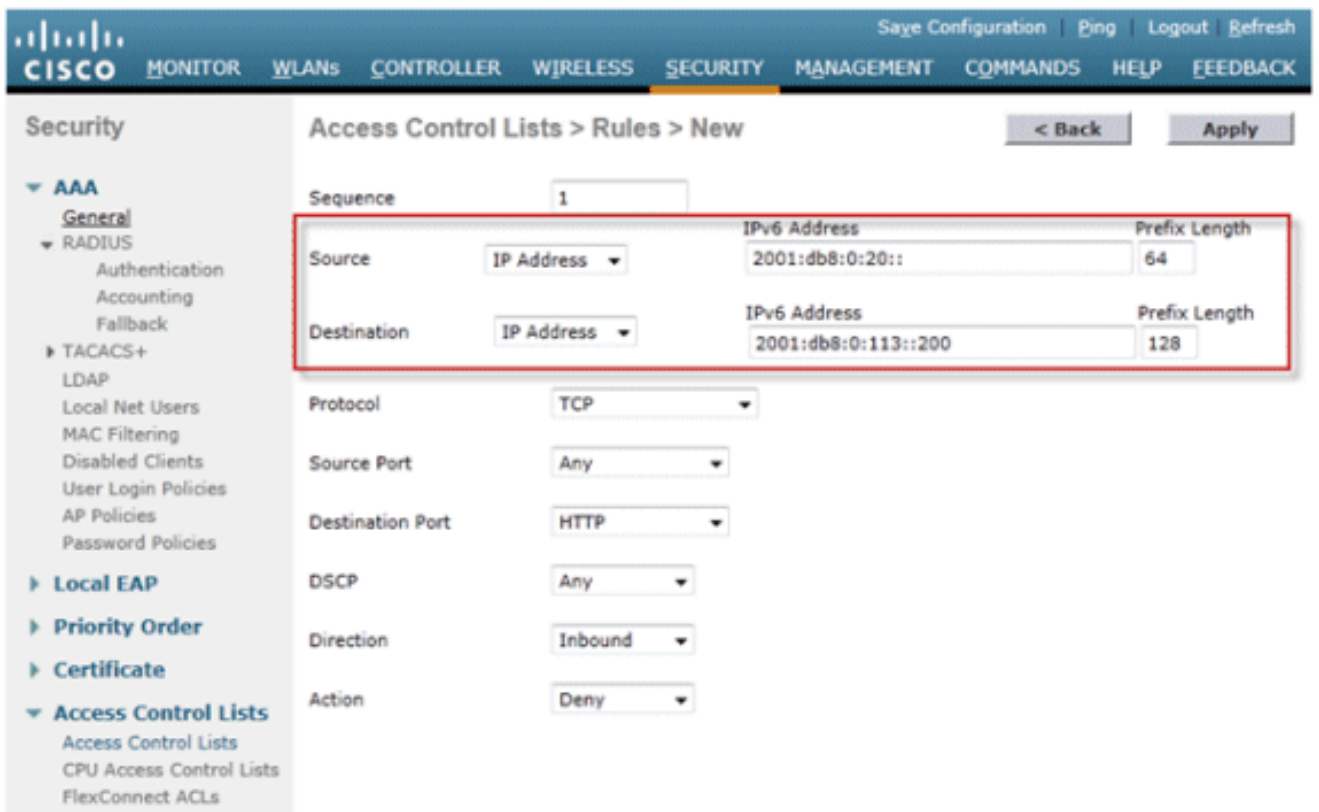 Save Configuration | Ping | Logout | Refresh
CISCO MONITOR WLANs CONTROLLER WIRELESS SECURITY MANAGEMENT COMMANDS HELP FEEDBACK
Security
AAA
General
RADIUS
Authentication
Accounting
Fallback
TACACS+
LDAP
Local Net Users
MAC Filtering
Disabled Clients
User Login Policies
AP Policies
Password Policies
Local EAP
Priority Order
Certificate
Access Control Lists
Access Control Lists
CPU Access Control Lists
FlexConnect ACLs
Access Control Lists > Rules > New < Back Apply
Sequence 1
IPv6 Address Prefix Length
Source IP Address 2001:db8:0:20:: 64
IPv6 Address Prefix Length
Destination IP Address 2001:db8:0:113::200 128
Protocol TCP
Source Port Any
Destination Port HTTP
DSCP Any
Direction Inbound
Action Deny